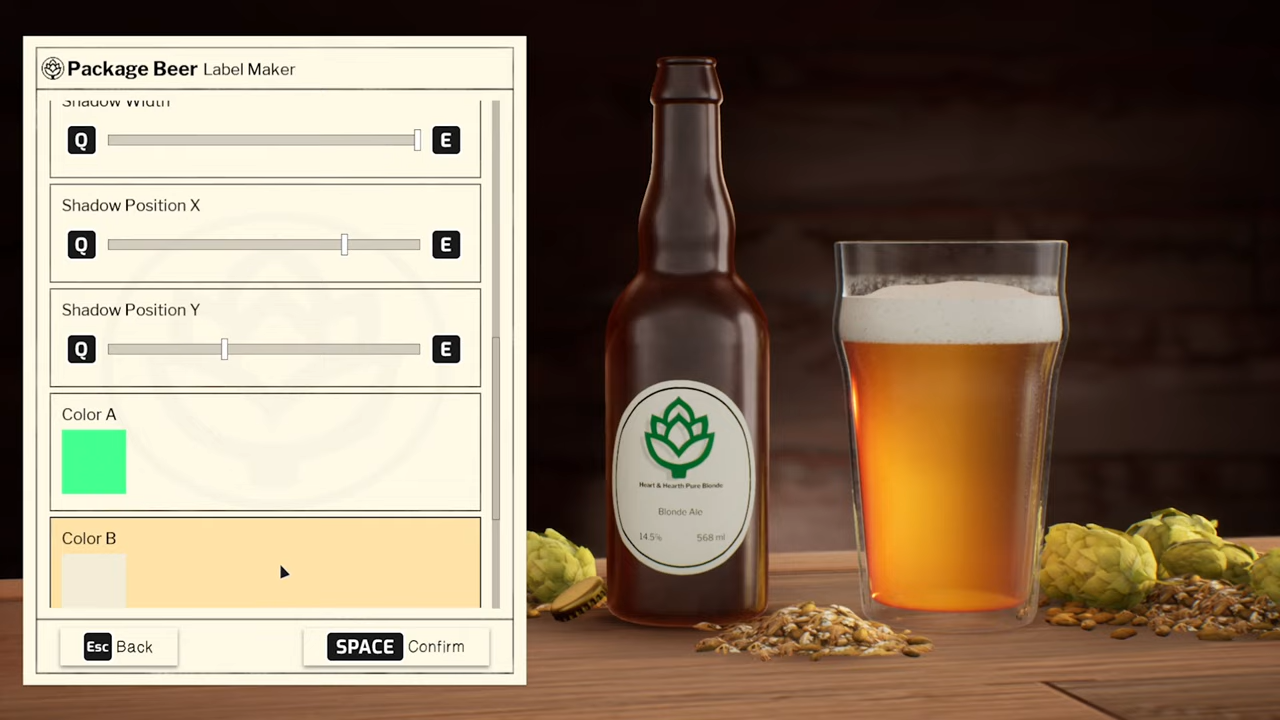 Package Beer Label Maker
Shadow Width
Q E
Shadow Position X
Q E
Shadow Position Y
Q E
Color A
Color B
Esc Back
SPACE Confirm
Heart & Hearth Pure Blonde
Blonde Ale
14.5% 568 ml